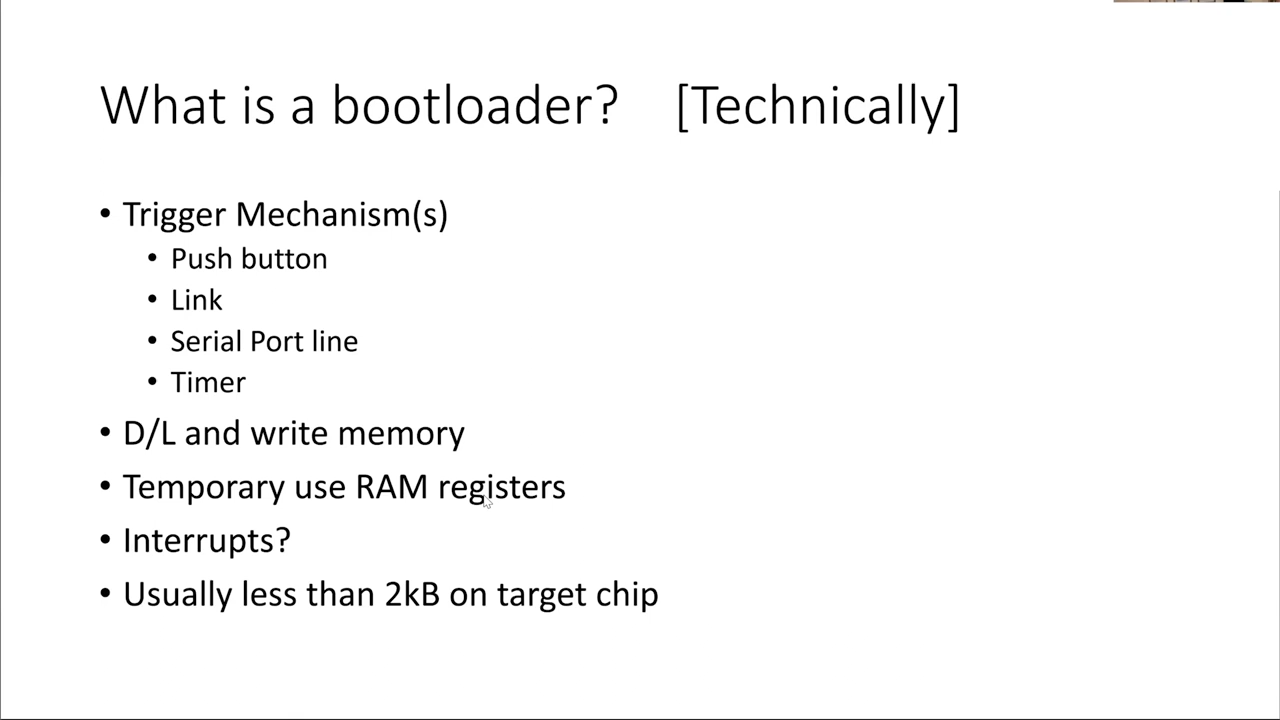 What is a bootloader? [Technically]
• Trigger Mechanism(s)
• Push button
• Link
• Serial Port line
• Timer
• D/L and write memory
• Temporary use RAM registers
• Interrupts?
• Usually less than 2kB on target chip